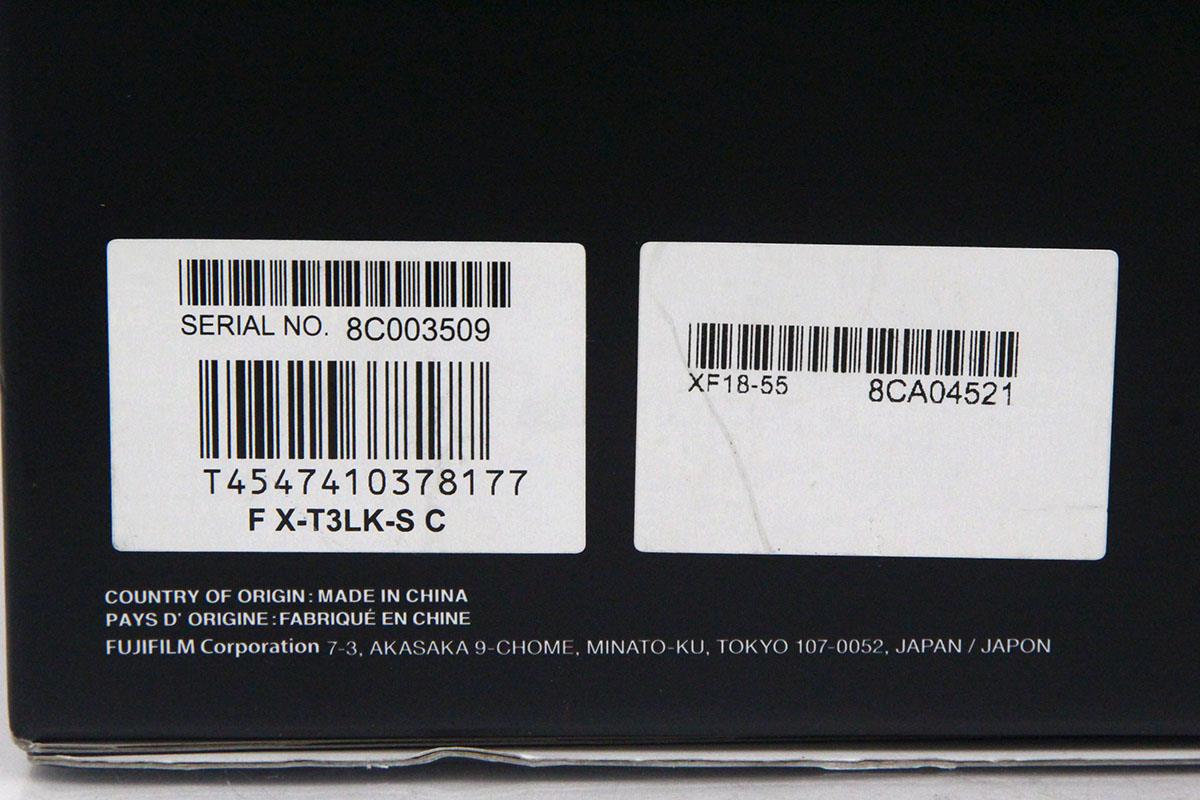 SERIAL NO. 8C003509
T4547410378177
F X-T3LK-S C
XF18-55 8CA04521
COUNTRY OF ORIGIN: MADE IN CHINA
PAYS D' ORIGINE: FABRIQUÉ EN CHINE
FUJIFILM Corporation 7-3, AKASAKA 9-CHOME, MINATO-KU, TOKYO 107-0052, JAPAN / JAPON